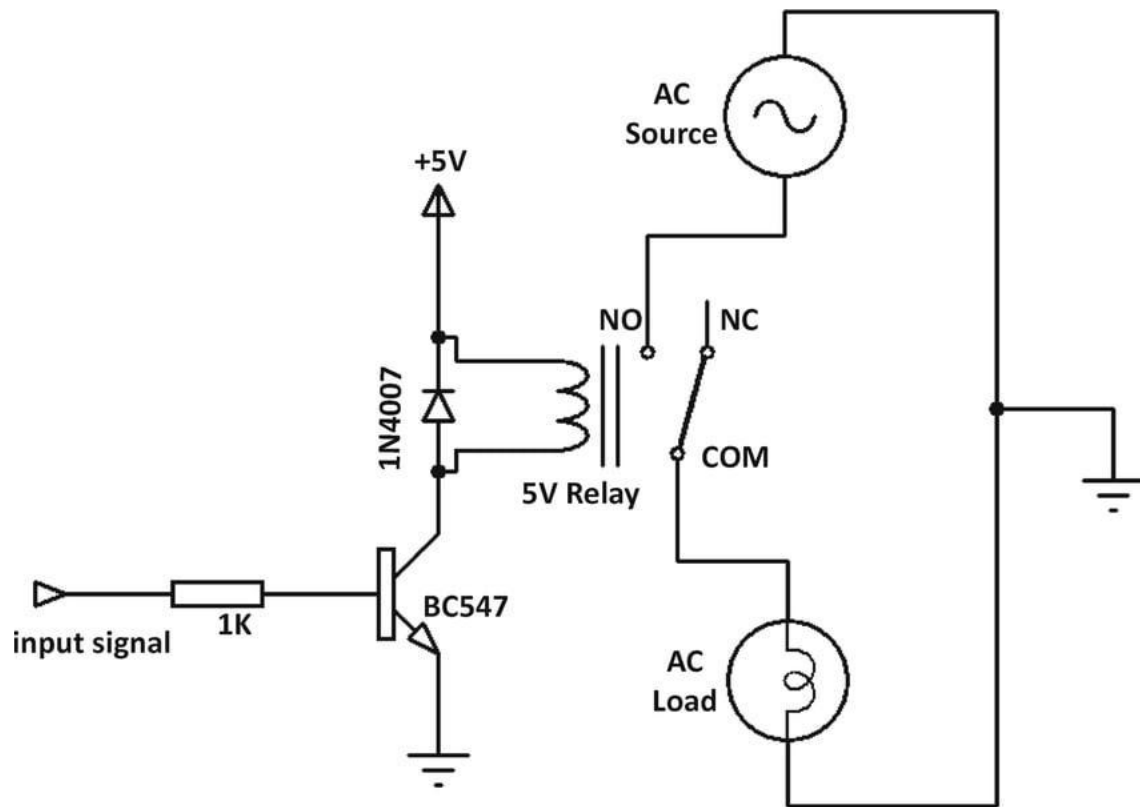 AC
Source
+5V
NO
NC
1N4007
COM
5V Relay
BC547
1K
input signal
AC
Load